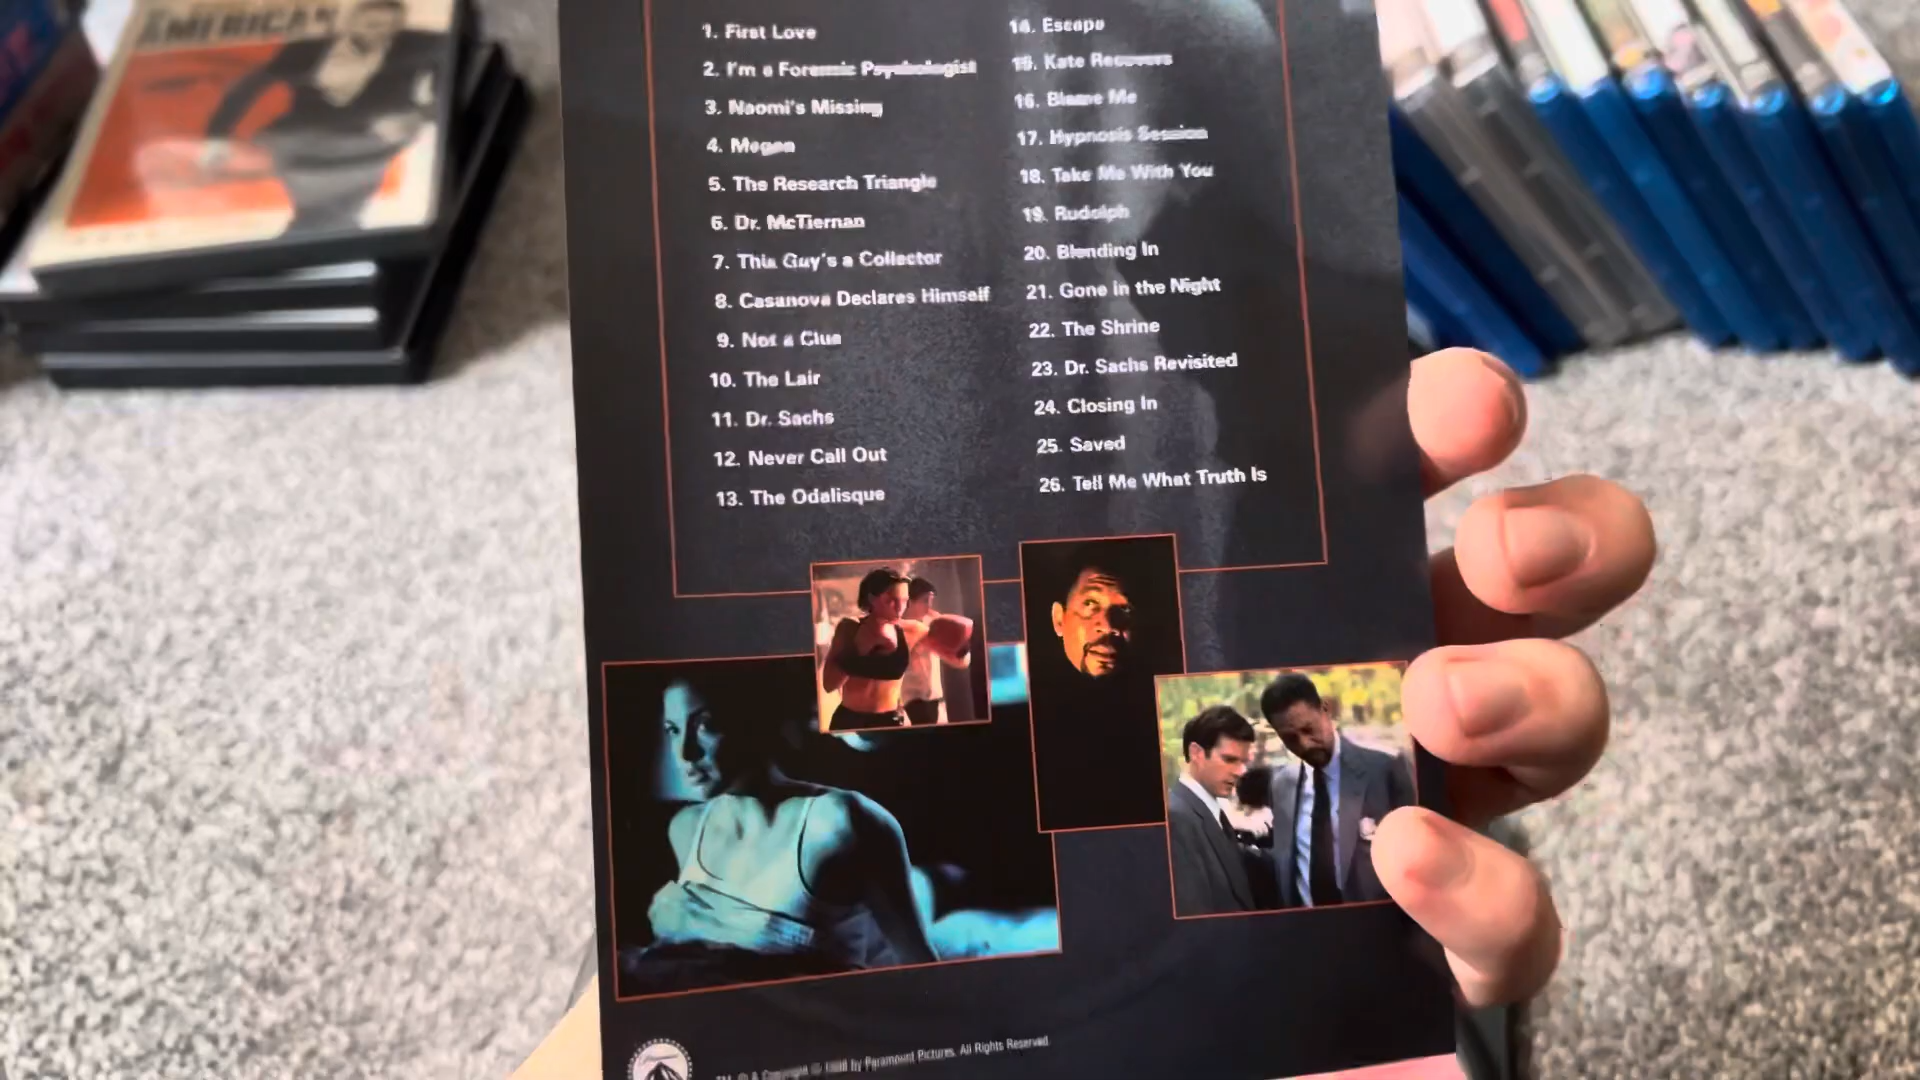 AMERICAN
1. First Love
2. I'm a Forensic Psychologist
3. Naomi's Missing
4. Megan
5. The Research Triangle
6. Dr. McTiernan
7. This Guy's a Collector
8. Casanova Declares Himself
9. Not a Clue
10. The Lair
11. Dr. Sachs
12. Never Call Out
13. The Odalisque
14. Escape
15. Kate Recovers
16. Blame Me
17. Hypnosis Session
18. Take Me With You
19. Rudolph
20. Blending In
21. Gone in the Night
22. The Shrine
23. Dr. Sachs Revisited
24. Closing In
25. Saved
26. Tell Me What Truth Is
TM, ® & Copyright © 1998 by Paramount Pictures. All Rights Reserved.